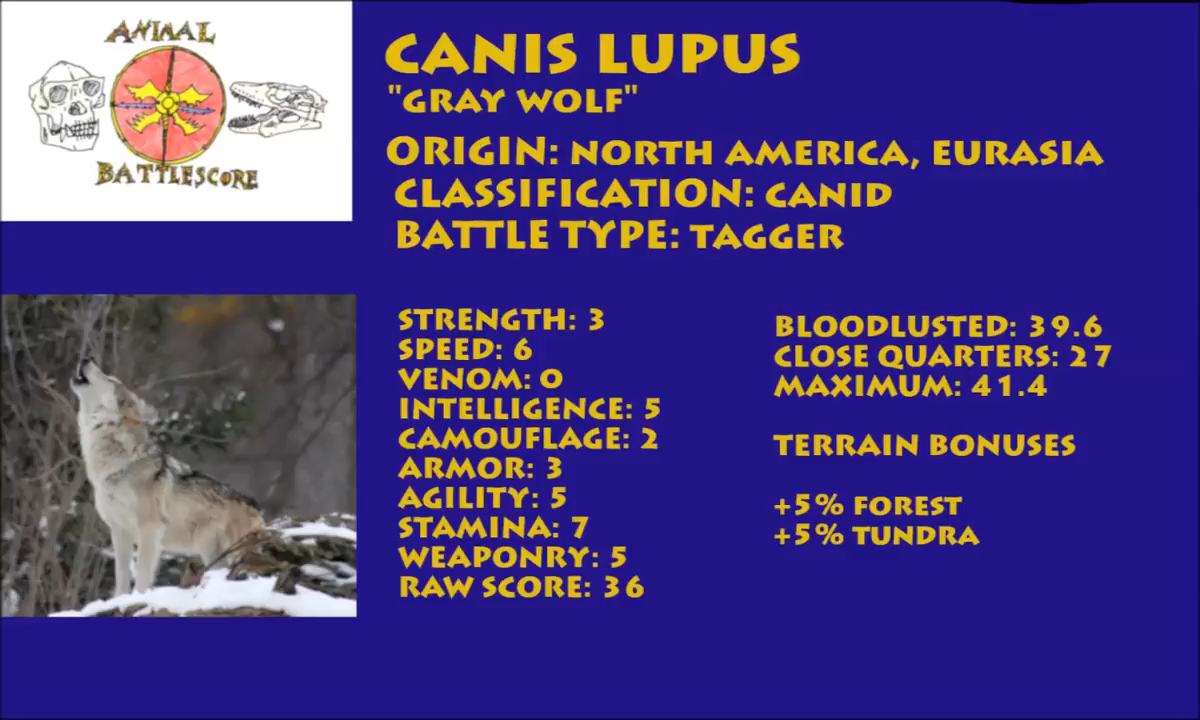 ANIMAL
BATTLESCORE
CANIS LUPUS
"GRAY WOLF"
ORIGIN: NORTH AMERICA, EURASIA
CLASSIFICATION: CANID
BATTLE TYPE: TAGGER
STRENGTH: 3
SPEED: 6
VENOM: 0
INTELLIGENCE: 5
CAMOUFLAGE: 2
ARMOR: 3
AGILITY: 5
STAMINA: 7
WEAPONRY: 5
RAW SCORE: 36
BLOODLUSTED: 39.6
CLOSE QUARTERS: 27
MAXIMUM: 41.4
TERRAIN BONUSES
+5% FOREST
+5% TUNDRA